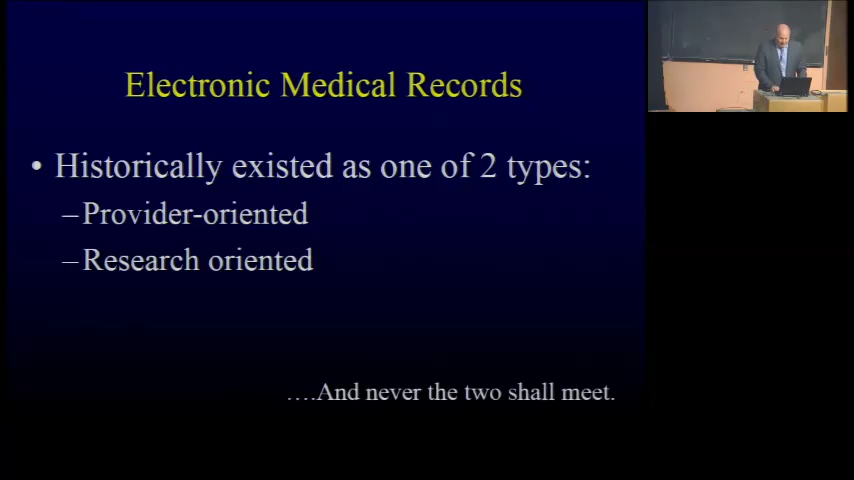 Electronic Medical Records
• Historically existed as one of 2 types:
–Provider-oriented
–Research oriented
….And never the two shall meet.